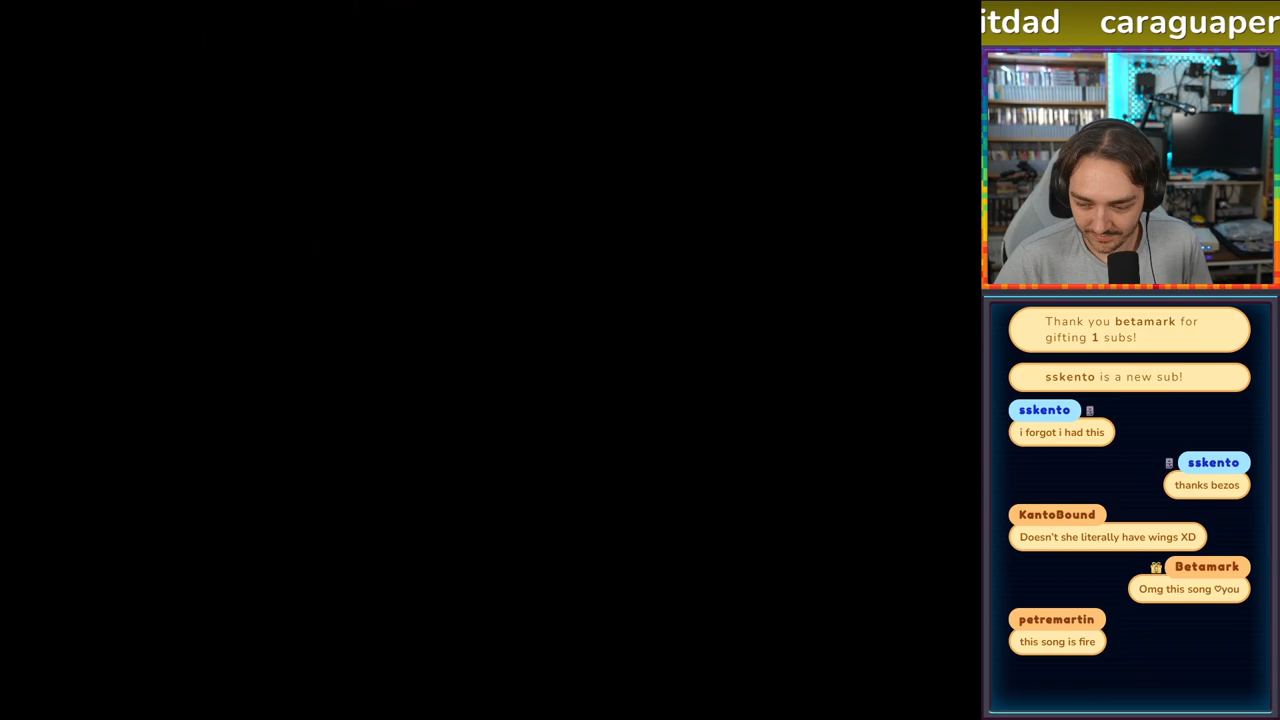 itdad caraguaper
Thank you betamark for
gifting 1 subs!
sskento is a new sub!
sskento
i forgot i had this
sskento
thanks bezos
KantoBound
Doesn't she literally have wings XD
Betamark
Omg this song ♡you
petremartin
this song is fire